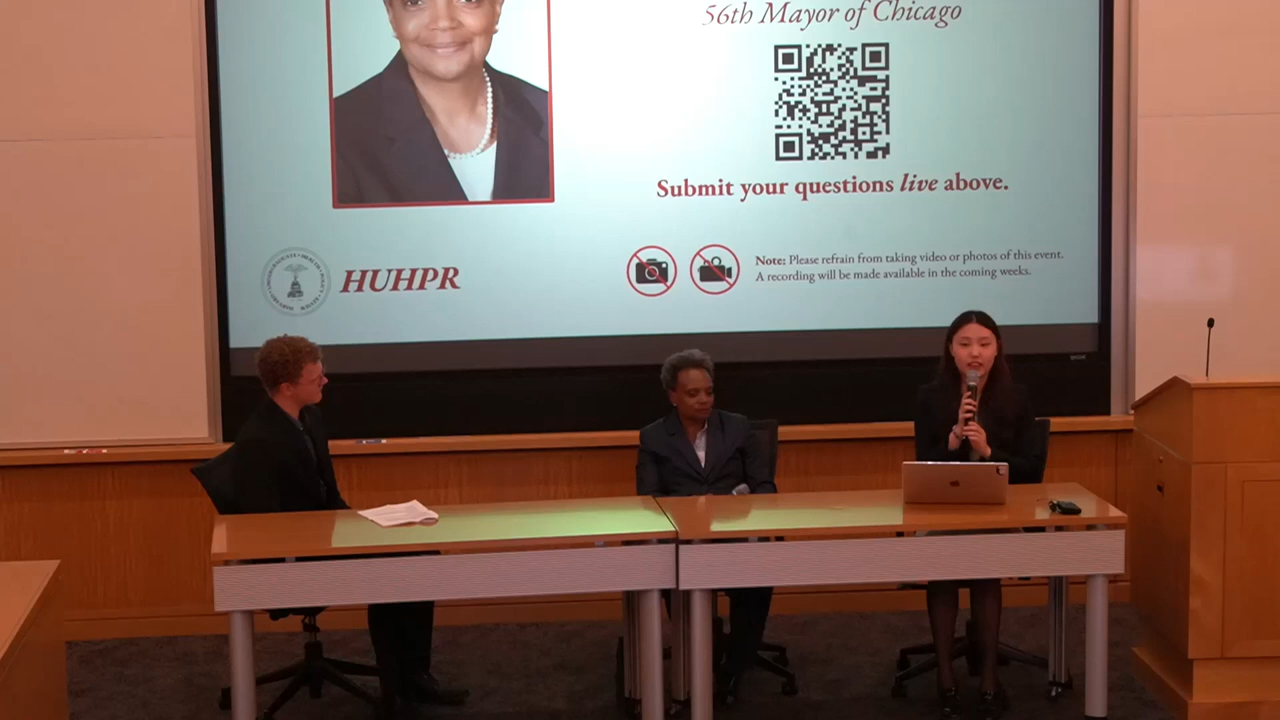 56th Mayor of Chicago
Submit your questions live above.
HUHPR
Note: Please refrain from taking video or photos of this event.
A recording will be made available in the coming weeks.